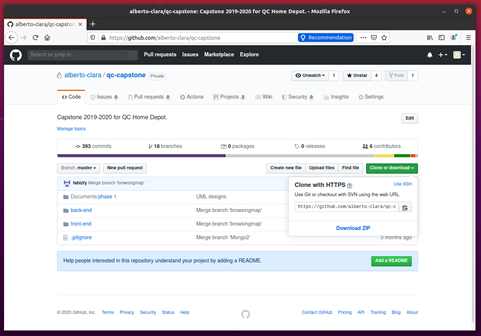 alberto-clara/qc-capstone: Capstone 2019-2020 for QC Home Depot. - Mozilla Firefox
alberto-clara/qc-capston
https://github.com/alberto-clara/qc-capstone
Recommendation
Search or jump to...
Pull requests Issues Marketplace Explore
alberto-clara / qc-capstone Private
Unwatch 1 Unstar 4 Fork 1
Code Issues 0 Pull requests 0 Actions Projects 2 Wiki Security 0 Insights Settings
Capstone 2019-2020 for QC Home Depot.
Edit
Manage topics
393 commits 18 branches 0 packages 0 releases 6 contributors
Branch: master New pull request Create new file Upload files Find file Clone or download
Merge branch 'browsingmap'
Documents/phase 1 UML designs
back-end Merge branch 'browsingmap'
front-end Merge branch 'browsingmap'
.gitignore Merge branch 'Mongo2' 3 months ago
Clone with HTTPS Use SSH
Use Git or checkout with SVN using the web URL.
https://github.com/alberto-clara/qc-c
Download ZIP
Help people interested in this repository understand your project by adding a README.
Add a README
© 2020 GitHub, Inc. Terms Privacy Security Status Help
Contact GitHub Pricing API Training Blog About